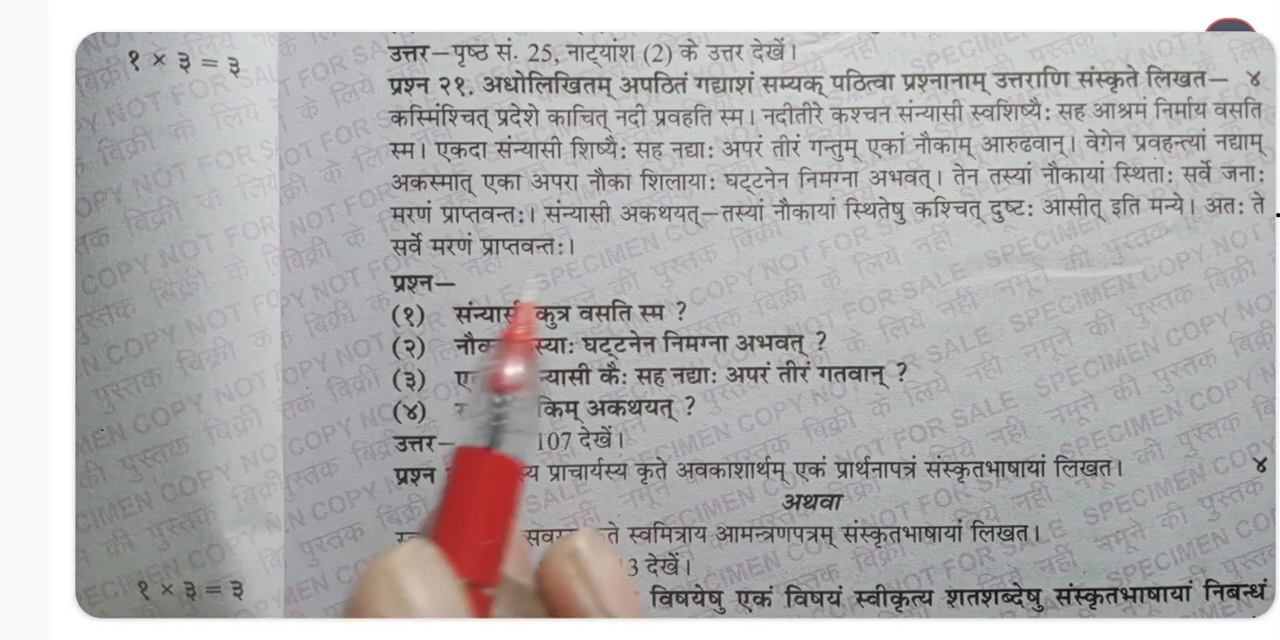 १ × ३ = ३
उत्तर—पृष्ठ सं. 25, नाट्यांश (2) के उत्तर देखें।
प्रश्न २१. अधोलिखितम् अपठितं गद्याशं सम्यक् पठित्वा प्रश्नानाम् उत्तराणि संस्कृते लिखत— ४
कस्मिंश्चित् प्रदेशे काचित् नदी प्रवहति स्म। नदीतीरे कश्चन संन्यासी स्वशिष्यैः सह आश्रमं निर्माय वसति
स्म। एकदा संन्यासी शिष्यैः सह नद्याः अपरं तीरं गन्तुम् एकां नौकाम् आरुढवान्। वेगेन प्रवहन्त्यां नद्याम्
अकस्मात् एका अपरा नौका शिलायाः घट्टनेन निमग्ना अभवत्। तेन तस्यां नौकायां स्थिताः सर्वे जनाः
मरणं प्राप्तवन्तः। संन्यासी अकथयत्—तस्यां नौकायां स्थितेषु कश्चित् दुष्टः आसीत् इति मन्ये। अतः ते
सर्वे मरणं प्राप्तवन्तः।
प्रश्न—
(१) संन्यासी कुत्र वसति स्म ?
(२) घट्टनेन निमग्ना अभवत् ?
(३) कैः सह नद्याः अपरं तीरं गतवान् ?
(४) किम् अकथयत् ?
उत्तर— 107 देखें।
प्रश्न प्राचार्यस्य कृते अवकाशार्थम् एकं प्रार्थनापत्रं संस्कृतभाषायां लिखत। ४
अथवा
स्वमित्राय आमन्त्रणपत्रम् संस्कृतभाषायां लिखत।
3 देखें।
१ × ३ = ३
विषयेषु एकं विषयं स्वीकृत्य शतशब्देषु संस्कृतभाषायां निबन्धं